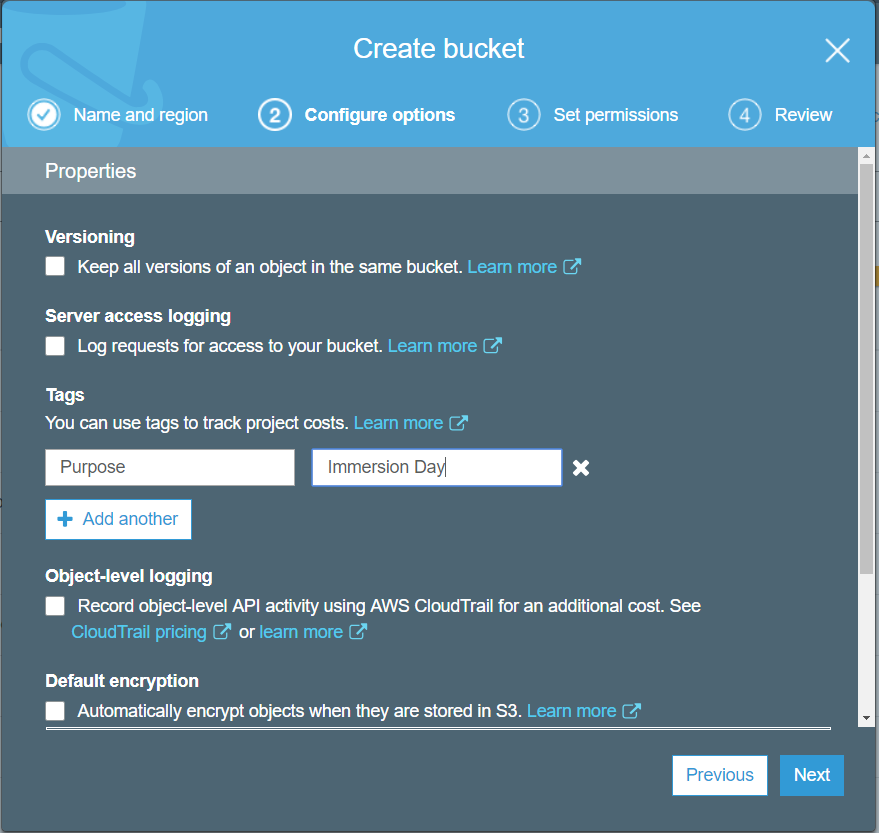 Create bucket
Name and region
2 Configure options
3 Set permissions
4 Review
Properties
Versioning
Keep all versions of an object in the same bucket. Learn more
Server access logging
Log requests for access to your bucket. Learn more
Tags
You can use tags to track project costs. Learn more
Purpose
Immersion Day
Add another
Object-level logging
Record object-level API activity using AWS CloudTrail for an additional cost. See
CloudTrail pricing or learn more
Default encryption
Automatically encrypt objects when they are stored in S3. Learn more
Previous
Next